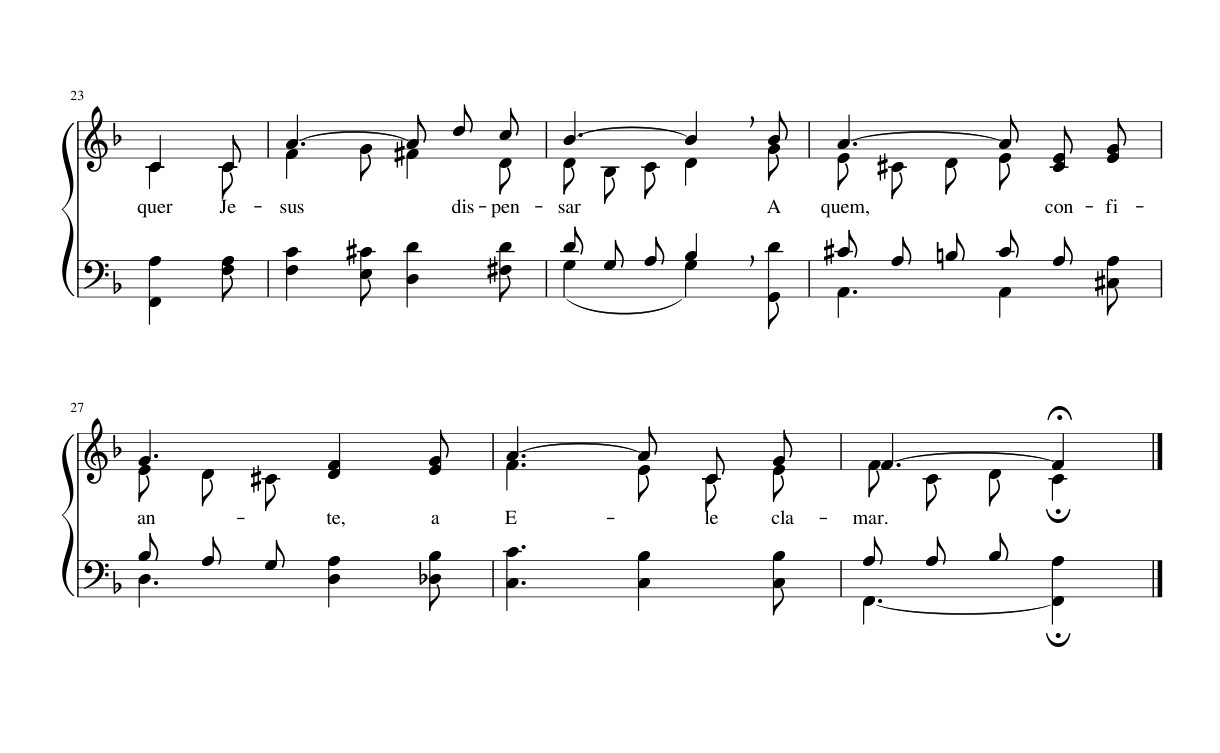 23
quer Je – sus dis – pen – sar A quem, con – fi –
27
an – te, a E – le cla – mar.